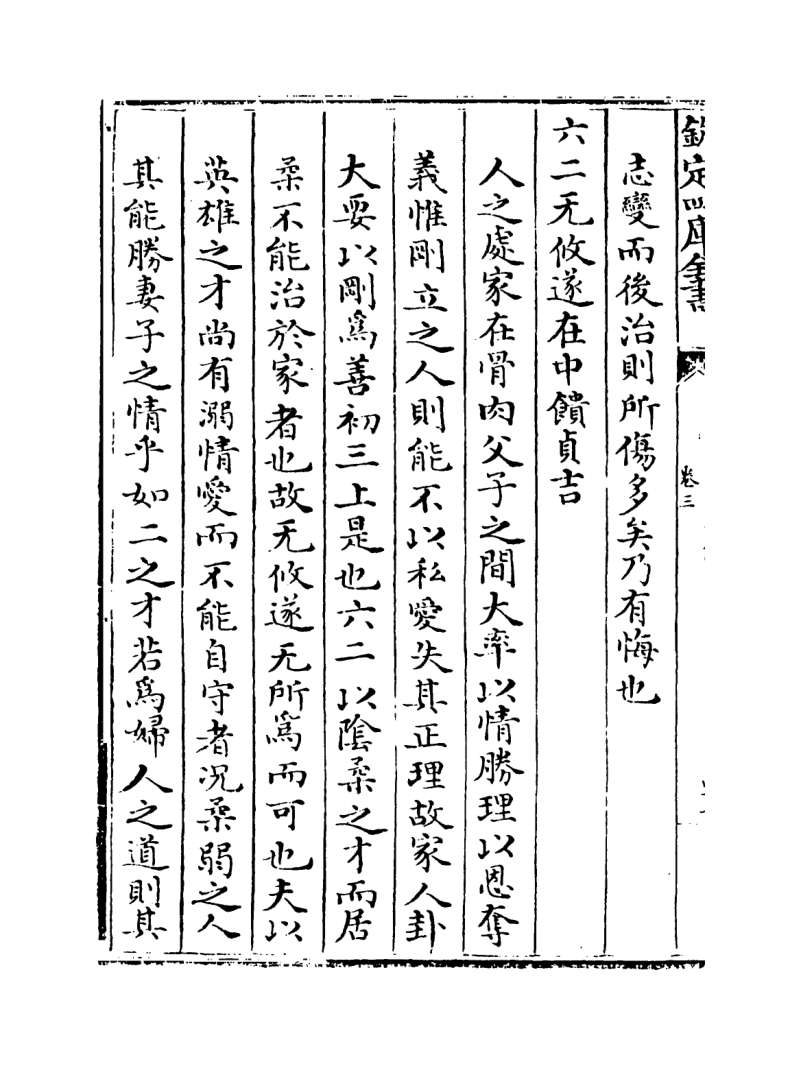 欽定四庫全書
卷三
志變而後治則所傷多矣乃有悔也
六二无攸遂在中饋貞吉
人之處家在骨肉父子之間大率以情勝理以恩奪
義惟剛立之人則能不以私愛失其正理故家人卦
大要以剛爲善初三上是也六二以陰柔之才而居
柔不能治於家者也故无攸遂无所爲而可也夫以
英雄之才尚有溺情愛而不能自守者况柔弱之人
其能勝妻子之情乎如二之才若爲婦人之道則其